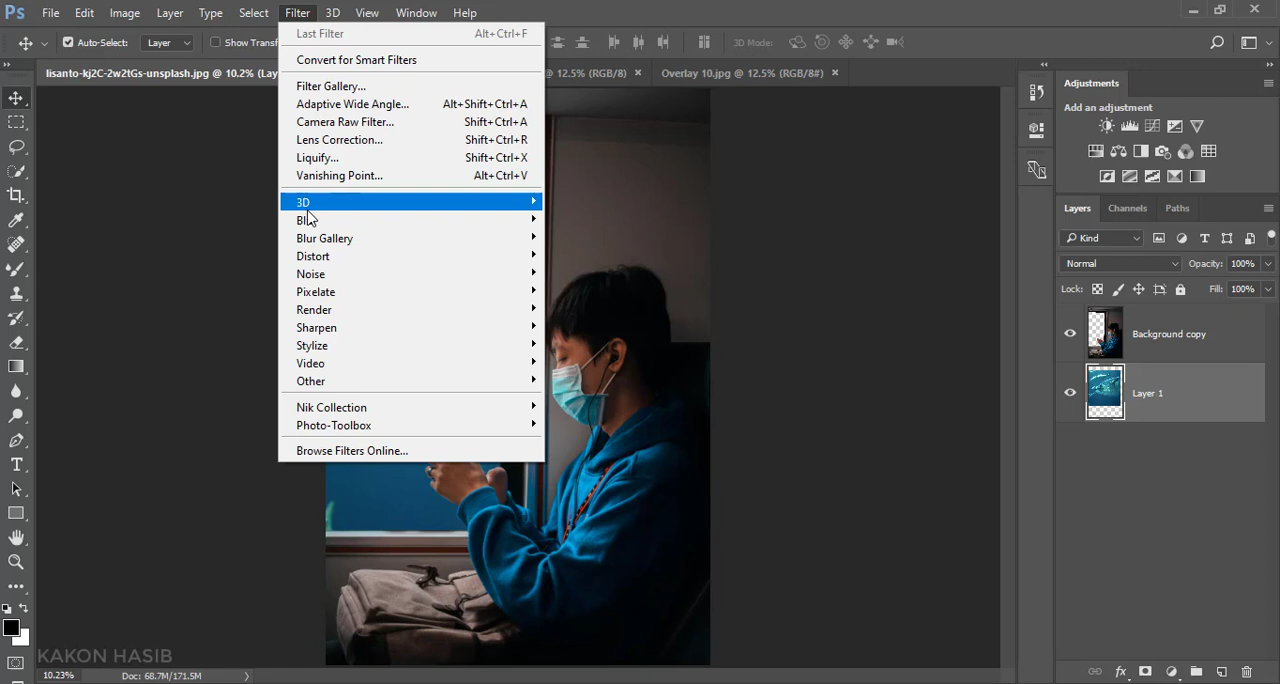 Ps File Edit Image Layer Type Select Filter 3D View Window Help
Auto-Select: Layer Show Transf 3D Mode:
lisanto-kj2C-2w2tGs-unsplash.jpg @ 10.2% (Lay @ 12.5% (RGB/8) × Overlay 10.jpg @ 12.5% (RGB/8#) ×
Last Filter Alt+Ctrl+F
Convert for Smart Filters
Filter Gallery...
Adaptive Wide Angle... Alt+Shift+Ctrl+A
Camera Raw Filter... Shift+Ctrl+A
Lens Correction... Shift+Ctrl+R
Liquify... Shift+Ctrl+X
Vanishing Point... Alt+Ctrl+V
3D
Blur Gallery
Distort
Noise
Pixelate
Render
Sharpen
Stylize
Video
Other
Nik Collection
Photo-Toolbox
Browse Filters Online...
Adjustments
Add an adjustment
Layers Channels Paths
Kind
Normal Opacity: 100%
Lock: Fill: 100%
Background copy
Layer 1
KAKON HASIB
10.23% Doc: 68.7M/171.5M